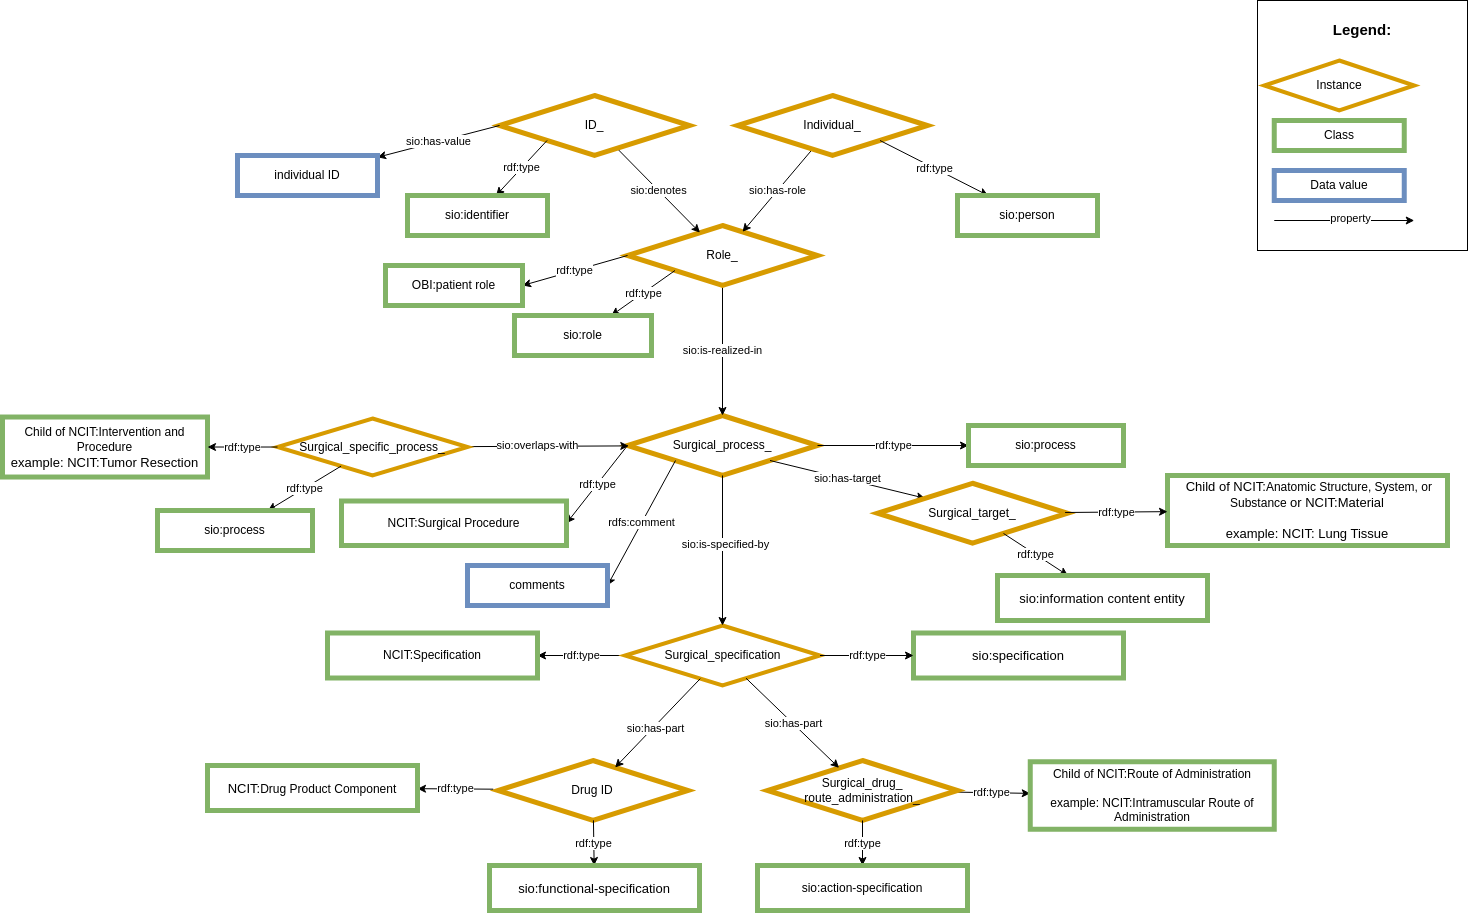 Legend:
Instance
Class
Data value
property
ID_
Individual_
sio:has-value
rdf:type
rdf:type
individual ID
sio:denotes
sio:has-role
sio:identifier
sio:person
Role_
rdf:type
OBI:patient role
rdf:type
sio:role
sio:is-realized-in
Child of NCIT:Intervention and
Procedure
example: NCIT:Tumor Resection
rdf:type
Surgical_specific_process_
sio:overlaps-with
Surgical_process_
rdf:type
sio:process
rdf:type
sio:process
rdf:type
NCIT:Surgical Procedure
rdfs:comment
comments
sio:has-target
Surgical_target_
rdf:type
Child of NCIT:Anatomic Structure, System, or
Substance or NCIT:Material
example: NCIT: Lung Tissue
rdf:type
sio:information content entity
sio:is-specified-by
NCIT:Specification
rdf:type
Surgical_specification
rdf:type
sio:specification
sio:has-part
sio:has-part
NCIT:Drug Product Component
rdf:type
Drug ID
Surgical_drug_
route_administration_
rdf:type
Child of NCIT:Route of Administration
example: NCIT:Intramuscular Route of
Administration
rdf:type
rdf:type
sio:functional-specification
sio:action-specification